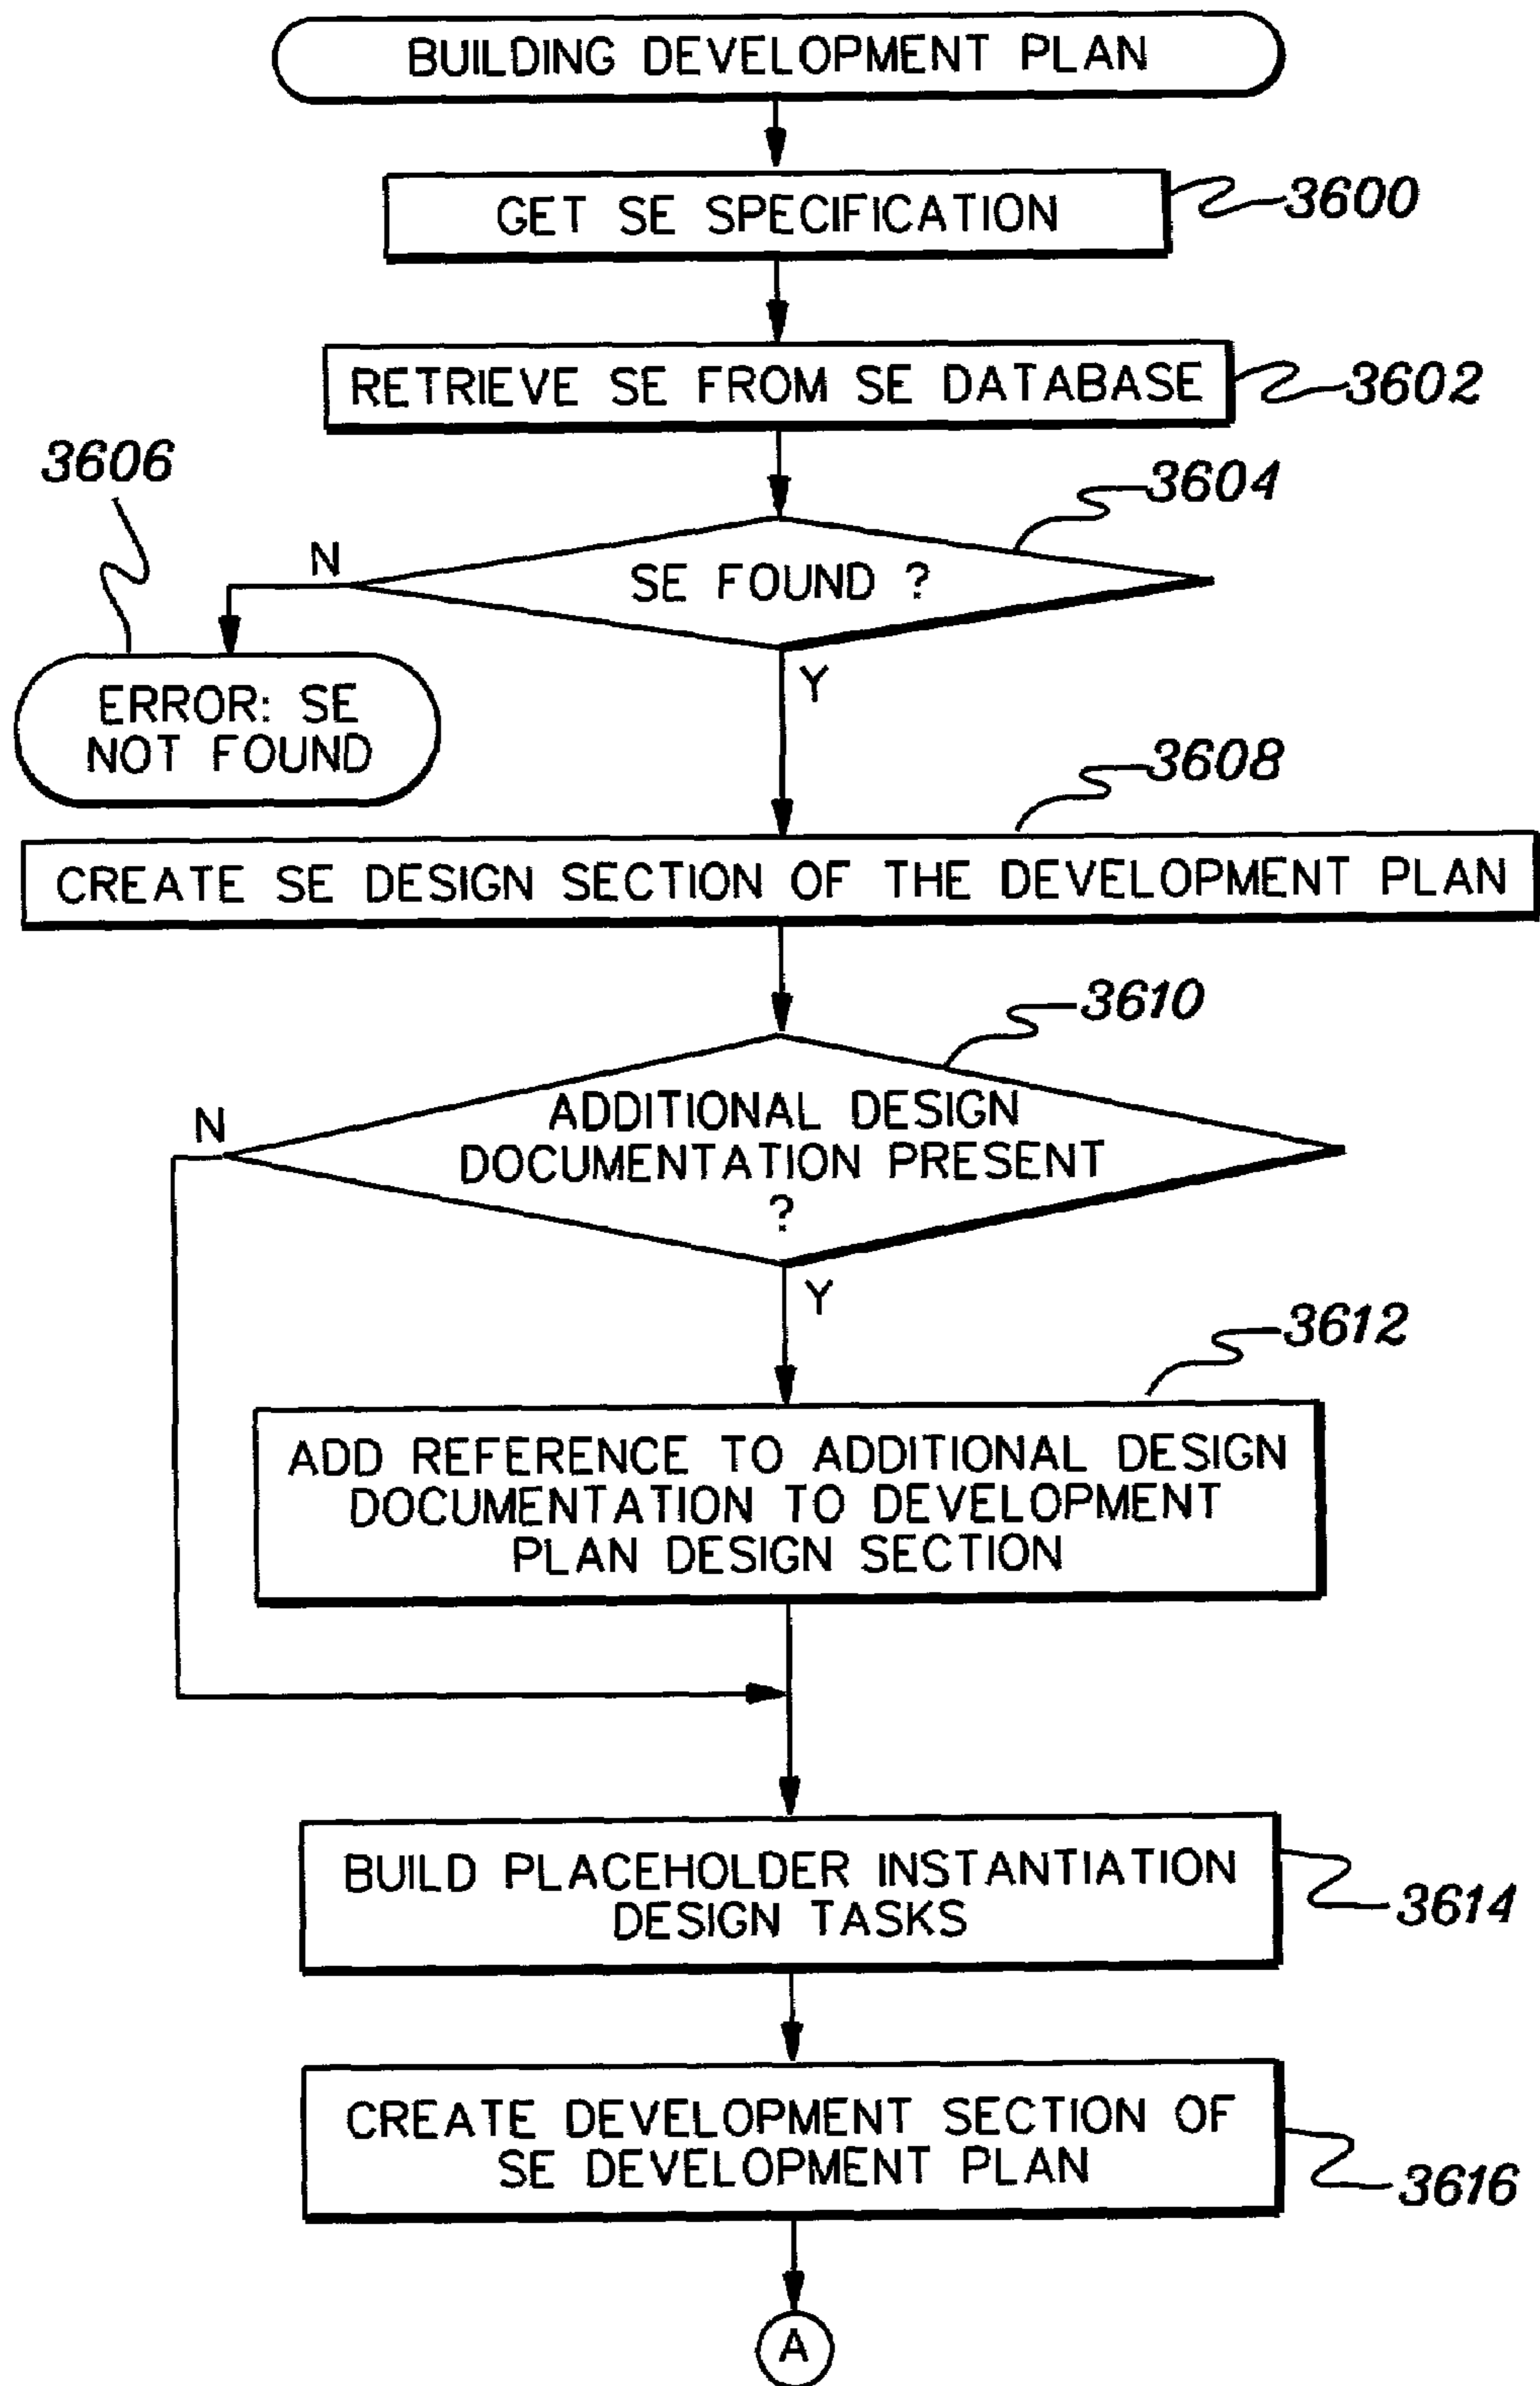 BUILDING DEVELOPMENT PLAN
GET SE SPECIFICATION
3600
RETRIEVE SE FROM SE DATABASE
3602
3606
3604
N
SE FOUND ?
Y
ERROR: SE
NOT FOUND
3608
CREATE SE DESIGN SECTION OF THE DEVELOPMENT PLAN
3610
N
ADDITIONAL DESIGN
DOCUMENTATION PRESENT
?
Y
3612
ADD REFERENCE TO ADDITIONAL DESIGN
DOCUMENTATION TO DEVELOPMENT
PLAN DESIGN SECTION
BUILD PLACEHOLDER INSTANTIATION
DESIGN TASKS
3614
CREATE DEVELOPMENT SECTION OF
SE DEVELOPMENT PLAN
3616
A